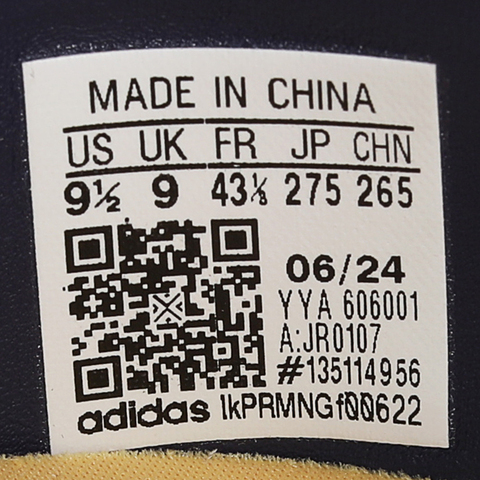 MADE IN CHINA
US UK FR JP CHN
9½ 9 43⅓ 275 265
06/24
YYA 606001
A:JR0107
#135114956
adidas lkPRMNGf00622